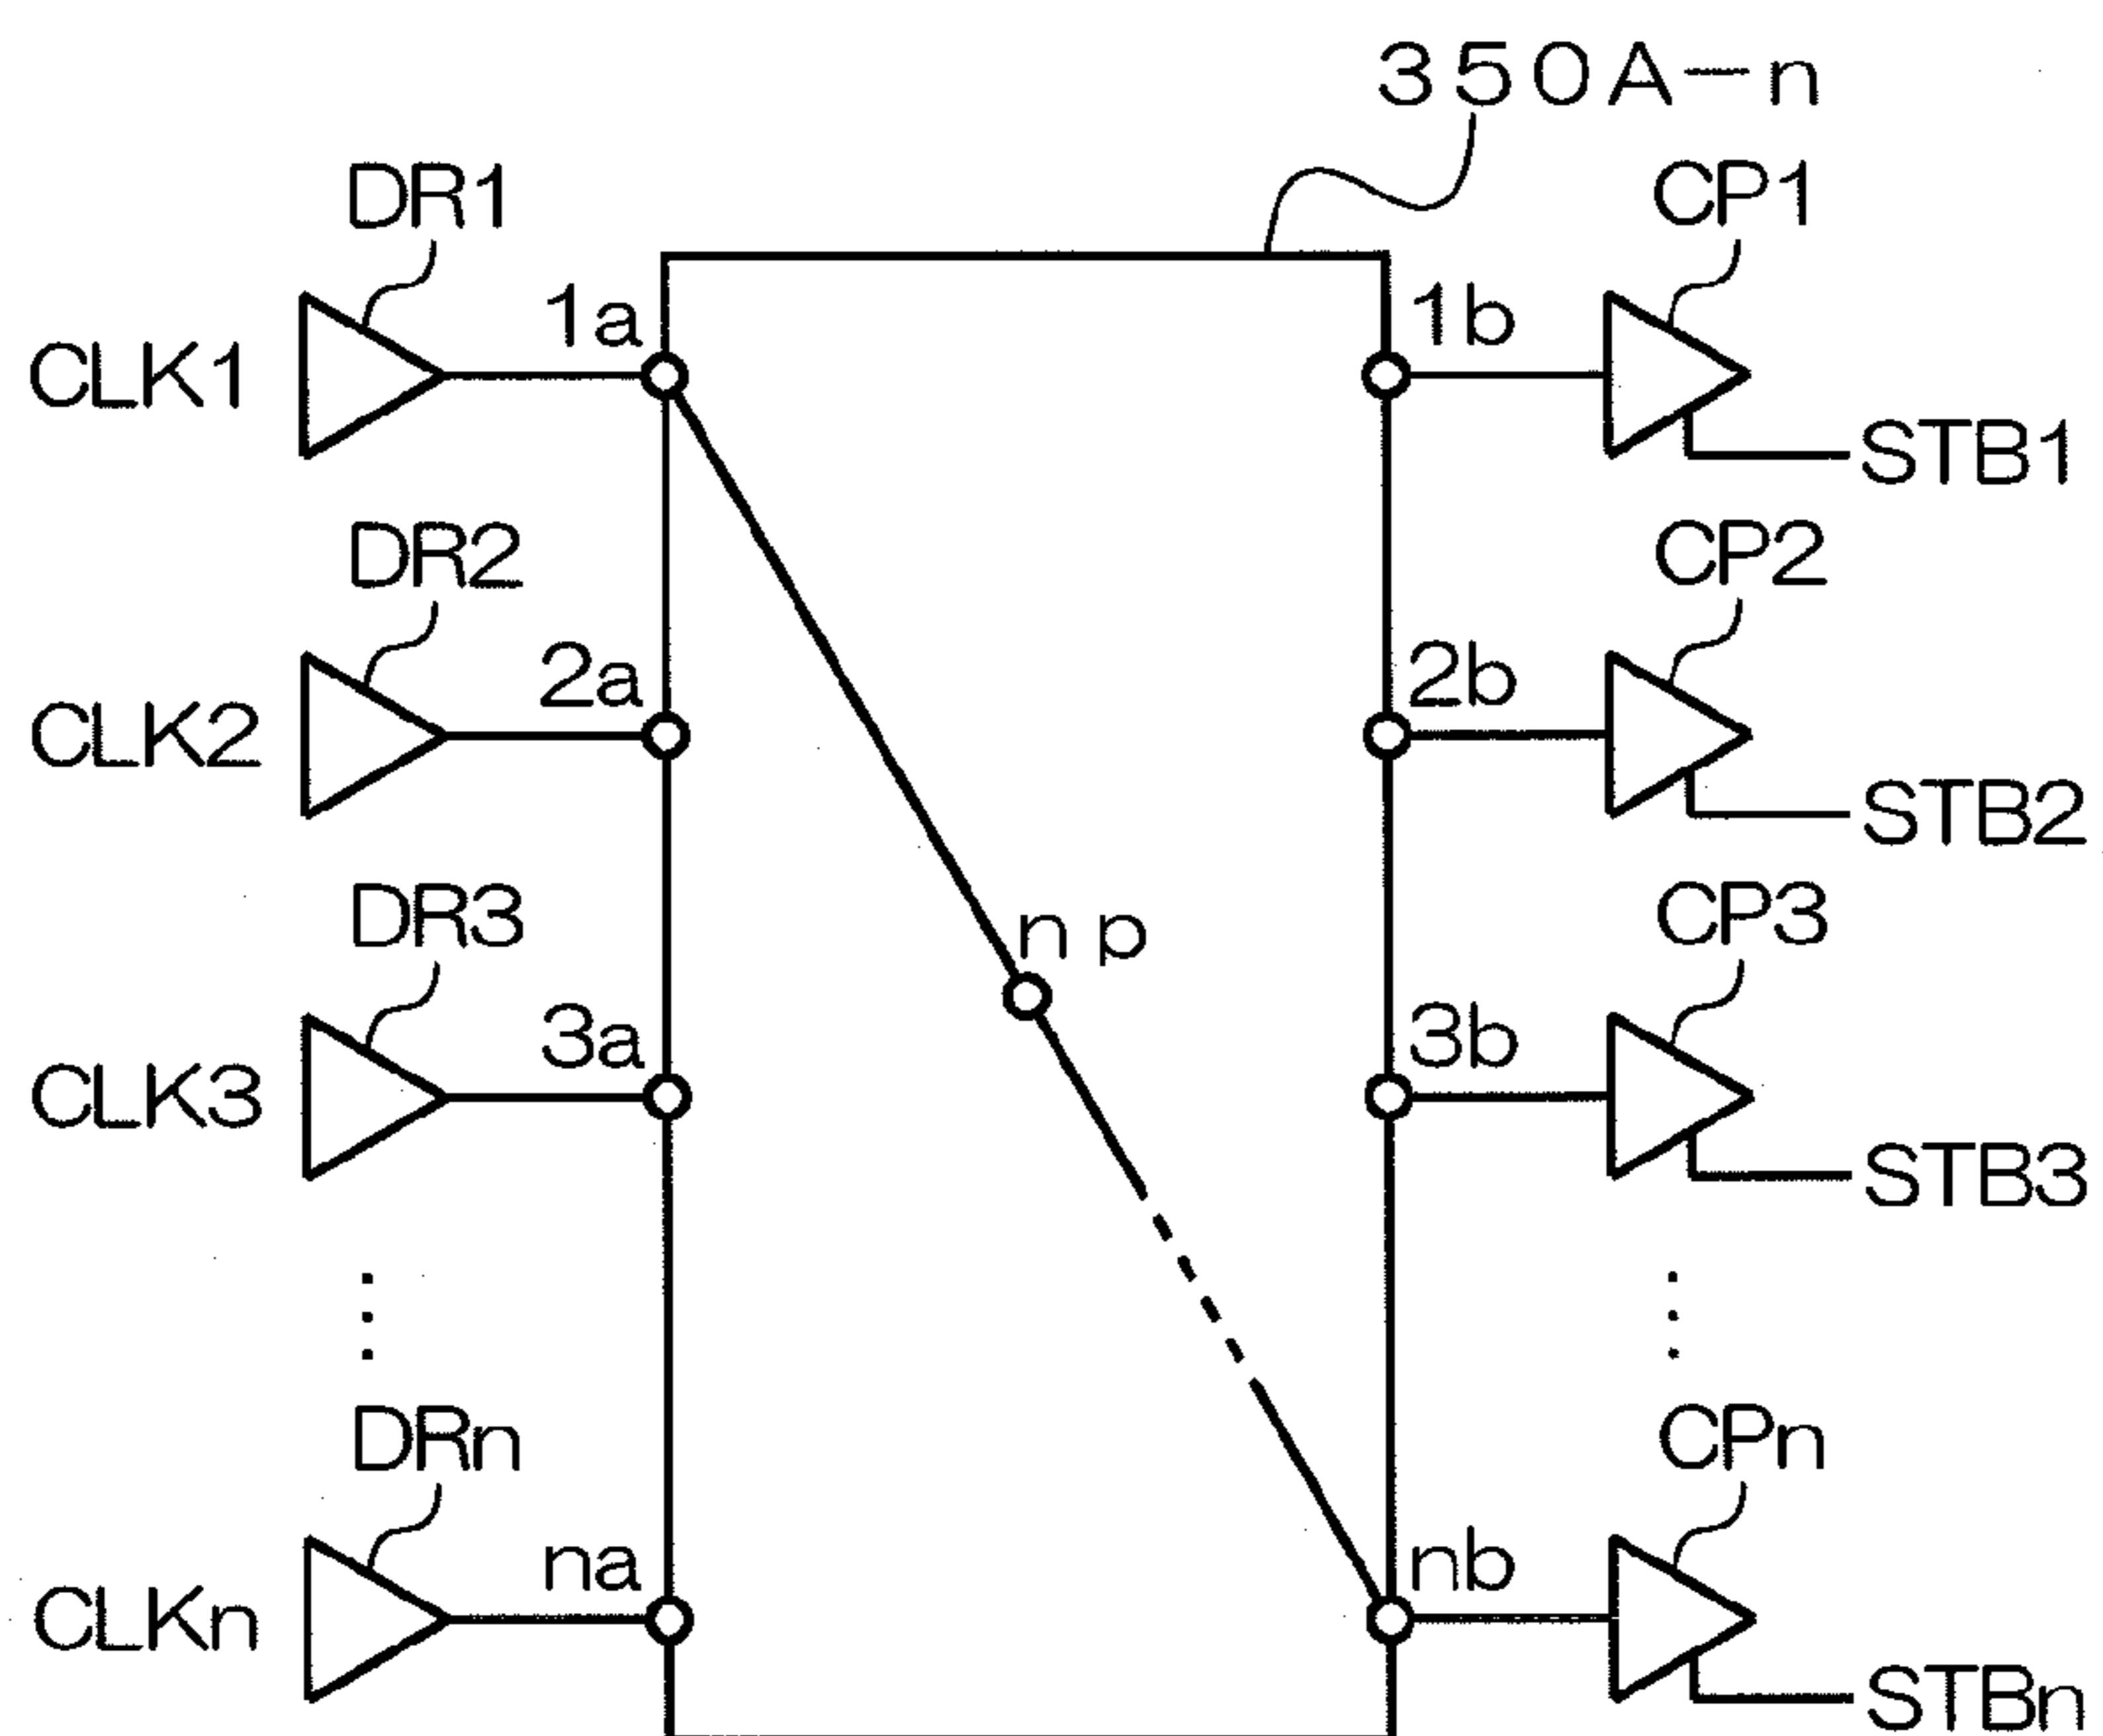 350A-n
DR1
CP1
1a
1b
CLK1
STB1
DR2
CP2
2a
2b
CLK2
STB2
DR3
np
CP3
3a
3b
CLK3
STB3
DRn
CPn
na
nb
CLKn
STBn